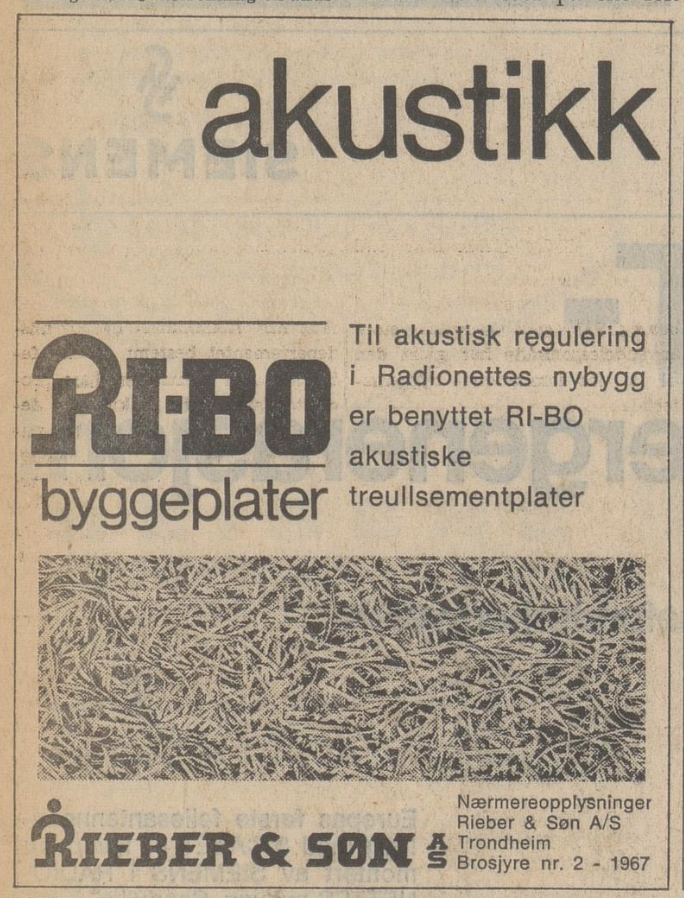 akustikk
RI-BO
byggeplater
Til akustisk regulering
i Radionettes nybygg
er benyttet RI-BO
akustiske
treullsementplater
RIEBER & SØN A/S
Nærmereopplysninger
Rieber & Søn A/S
Trondheim
Brosjyre nr. 2 - 1967